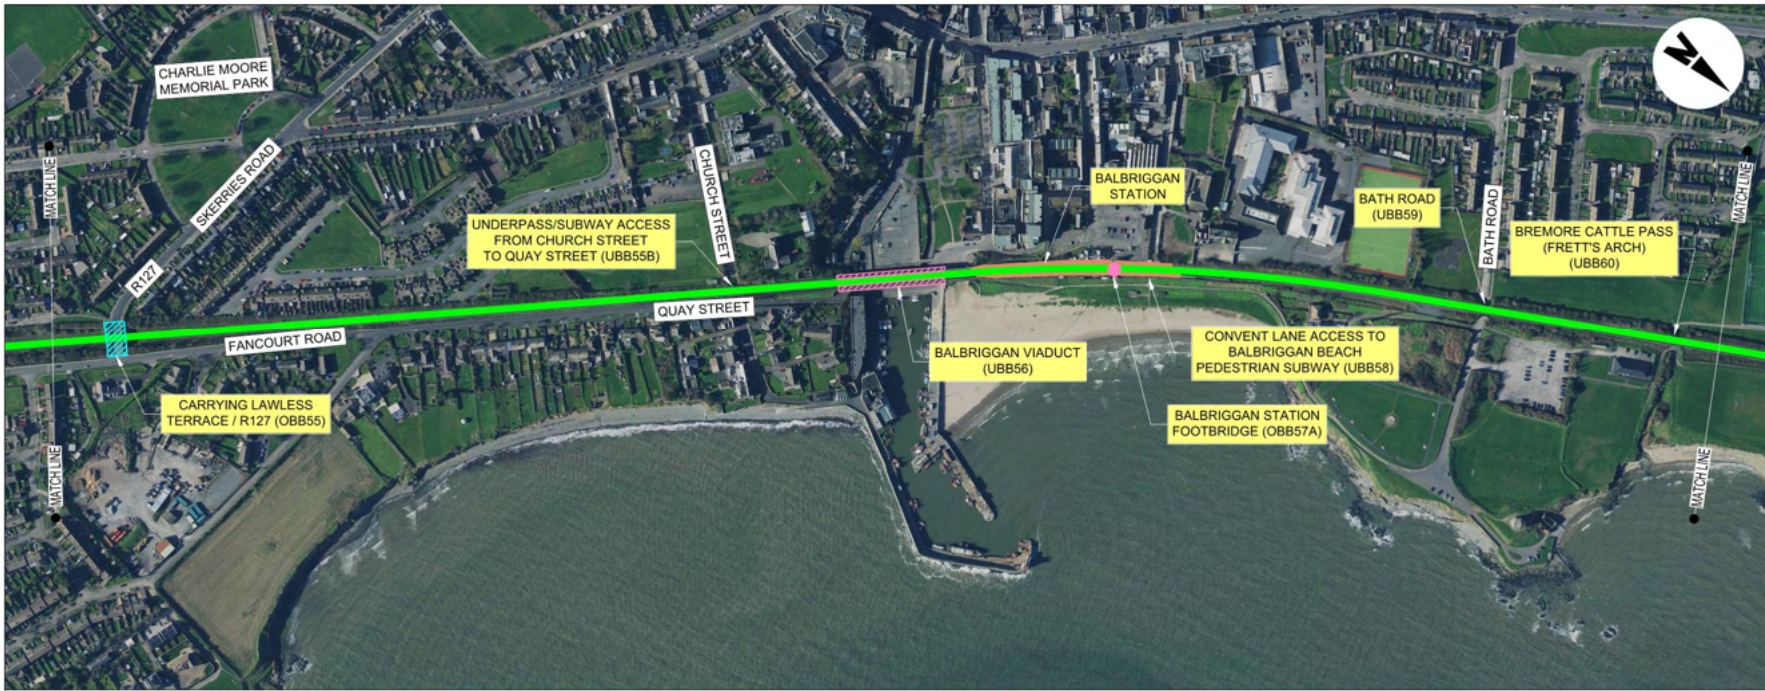 CHARLIE MOORE
MEMORIAL PARK
N
MATCH LINE
SKERRIES ROAD
R127
UNDERPASS/SUBWAY ACCESS
FROM CHURCH STREET
TO QUAY STREET (UBB55B)
CHURCH STREET
BALBRIGGAN
STATION
BATH ROAD
(UBB59)
BATH ROAD
BREMORE CATTLE PASS
(FRETT'S ARCH)
(UBB60)
MATCH LINE
FANCOURT ROAD
QUAY STREET
BALBRIGGAN VIADUCT
(UBB56)
CONVENT LANE ACCESS TO
BALBRIGGAN BEACH
PEDESTRIAN SUBWAY (UBB58)
CARRYING LAWLESS
TERRACE / R127 (OBB55)
BALBRIGGAN STATION
FOOTBRIDGE (OBB57A)
MATCH LINE
MATCH LINE